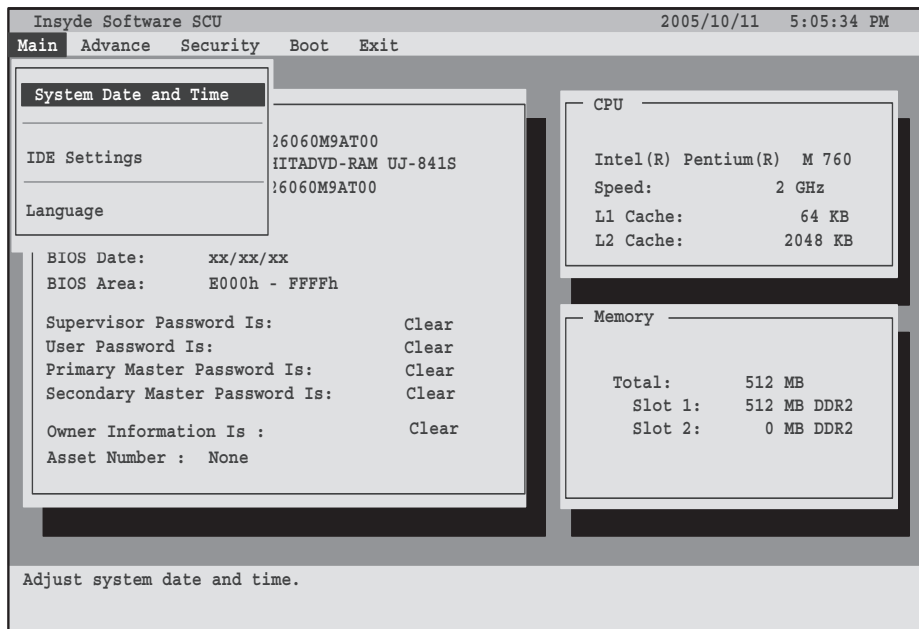 Insyde Software SCU 2005/10/11 5:05:34 PM
Main Advance Security Boot Exit
System Date and Time
IDE Settings
Language
26060M9AT00
HITADVD-RAM UJ-841S
26060M9AT00
BIOS Date: xx/xx/xx
BIOS Area: E000h - FFFFh
Supervisor Password Is: Clear
User Password Is: Clear
Primary Master Password Is: Clear
Secondary Master Password Is: Clear
Owner Information Is : Clear
Asset Number : None
CPU
Intel(R) Pentium(R) M 760
Speed: 2 GHz
L1 Cache: 64 KB
L2 Cache: 2048 KB
Memory
Total: 512 MB
Slot 1: 512 MB DDR2
Slot 2: 0 MB DDR2
Adjust system date and time.